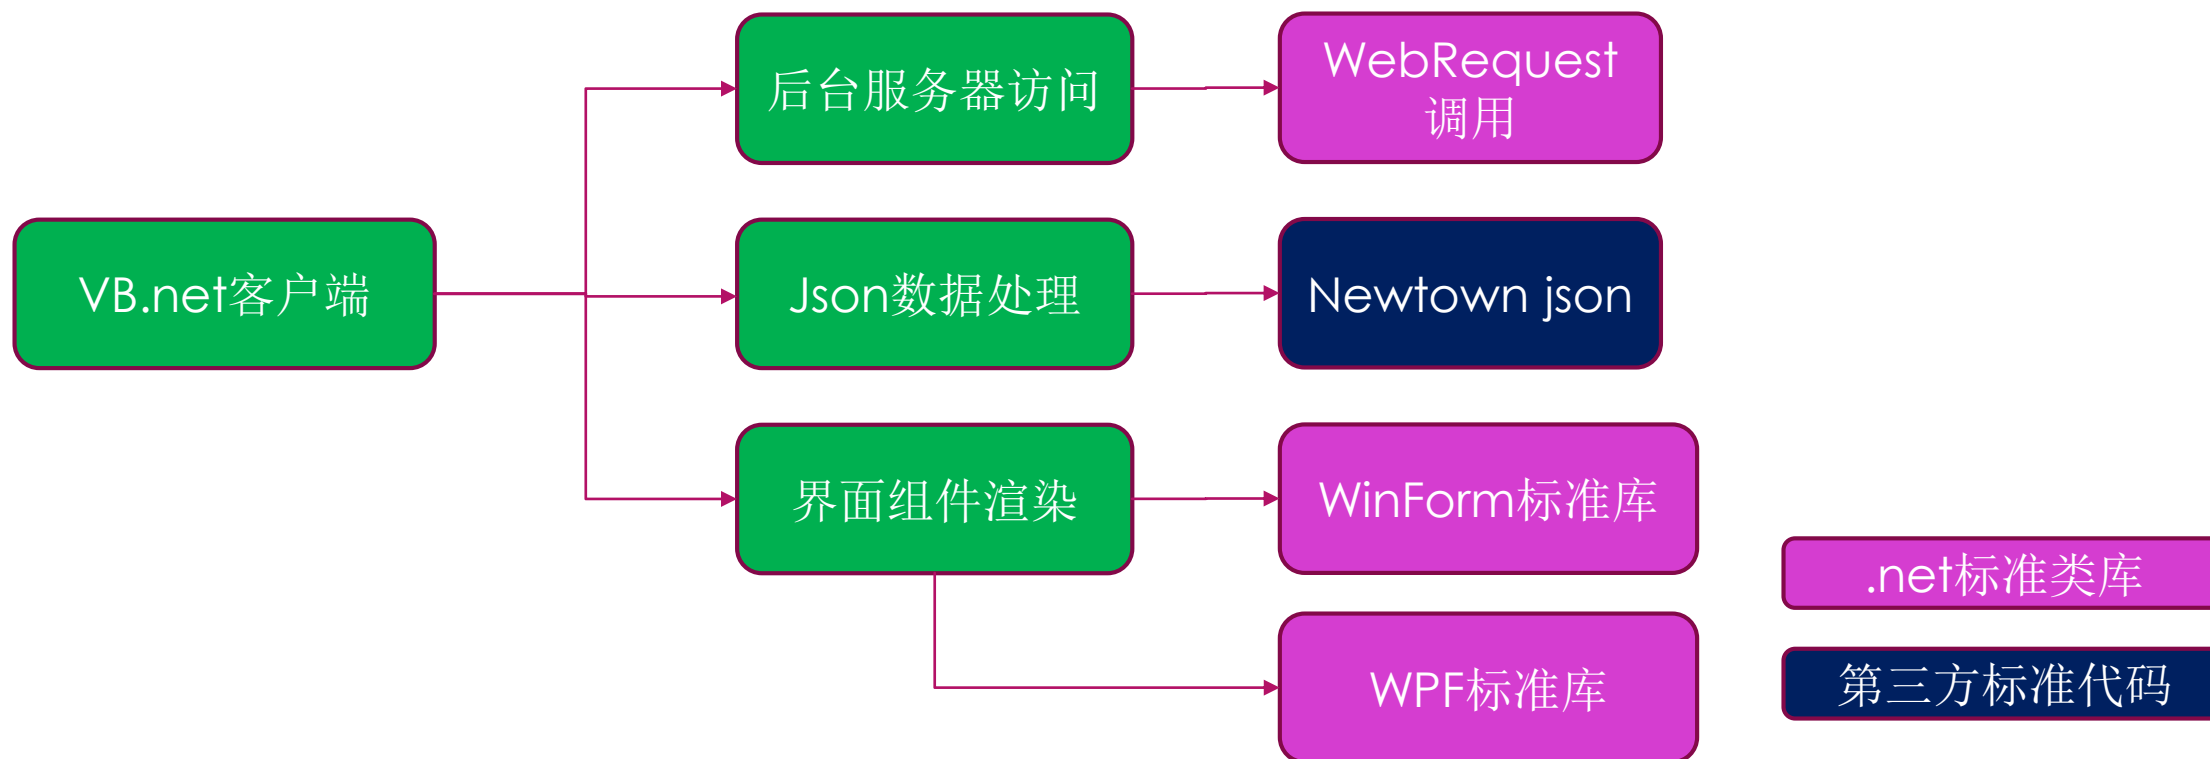 后台服务器访问
WebRequest
调用
VB.net客户端
Json数据处理
Newtown json
界面组件渲染
WinForm标准库
.net标准类库
WPF标准库
第三方标准代码